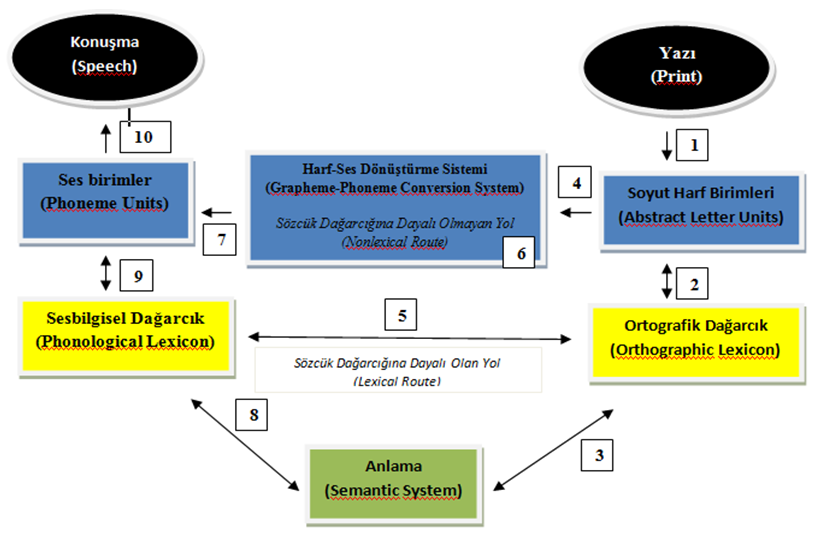 Konuşma
(Speech)
Yazı
(Print)
10
1
Ses birimler
(Phoneme Units)
Harf-Ses Dönüştürme Sistemi
(Grapheme-Phoneme Conversion System)
Sözcük Dağarcığına Dayalı Olmayan Yol
(Nonlexical Route)
6
4
7
Soyut Harf Birimleri
(Abstract Letter Units)
9
2
Sesbilgisel Dağarcık
(Phonological Lexicon)
5
Sözcük Dağarcığına Dayalı Olan Yol
(Lexical Route)
Ortografik Dağarcık
(Orthographic Lexicon)
8
3
Anlama
(Semantic System)